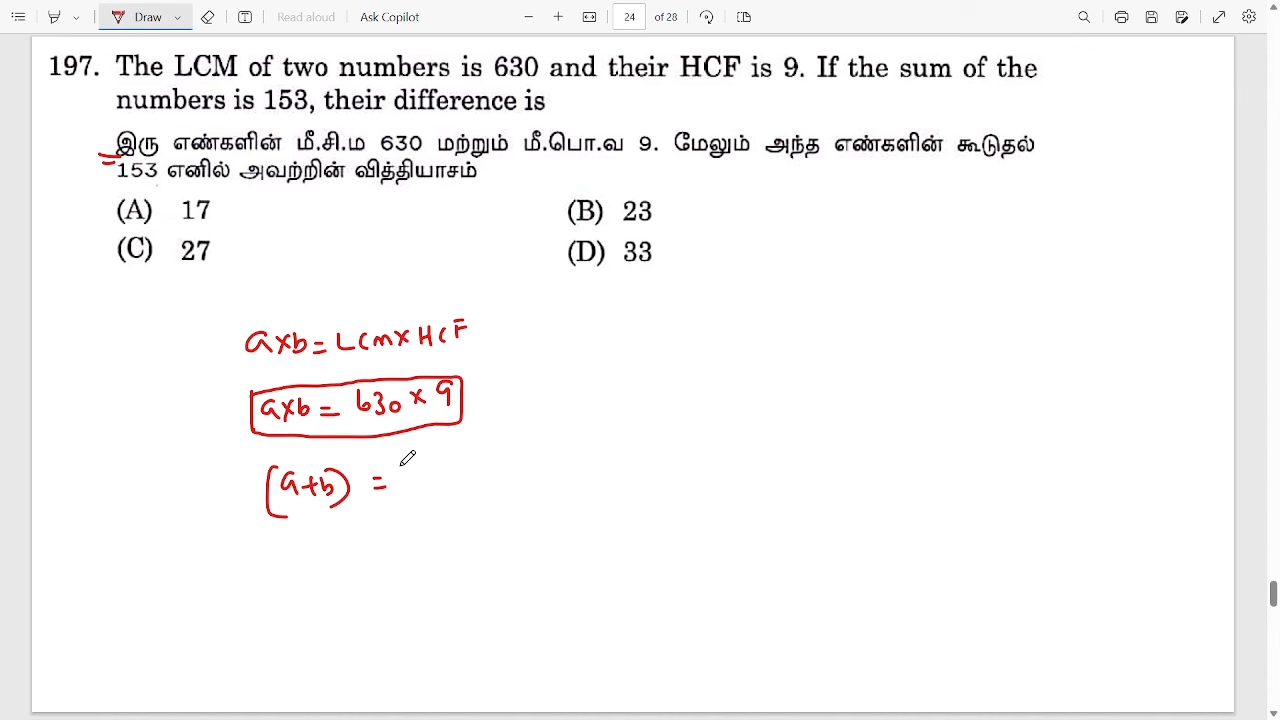 Draw
Read aloud
Ask Copilot
24
of 28
197. The LCM of two numbers is 630 and their HCF is 9. If the sum of the
numbers is 153, their difference is
இரு எண்களின் மீ.சி.ம 630 மற்றும் மீ.பொ.வ 9. மேலும் அந்த எண்களின் கூடுதல்
153 எனில் அவற்றின் வித்தியாசம்
(A) 17
(B) 23
(C) 27
(D) 33
a×b = LCM×HCF
a×b = 630 × 9
(a+b) =